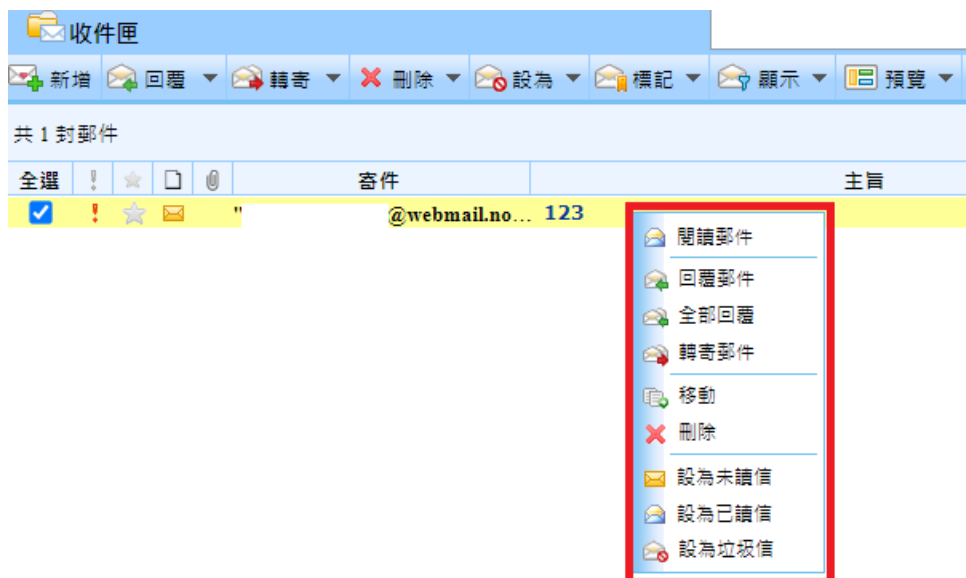 收件匣
新增 回覆 轉寄 刪除 設為 標記 顯示 預覽
共 1 封郵件
全選 寄件 主旨
" @webmail.no... 123
閱讀郵件
回覆郵件
全部回覆
轉寄郵件
移動
刪除
設為未讀信
設為已讀信
設為垃圾信